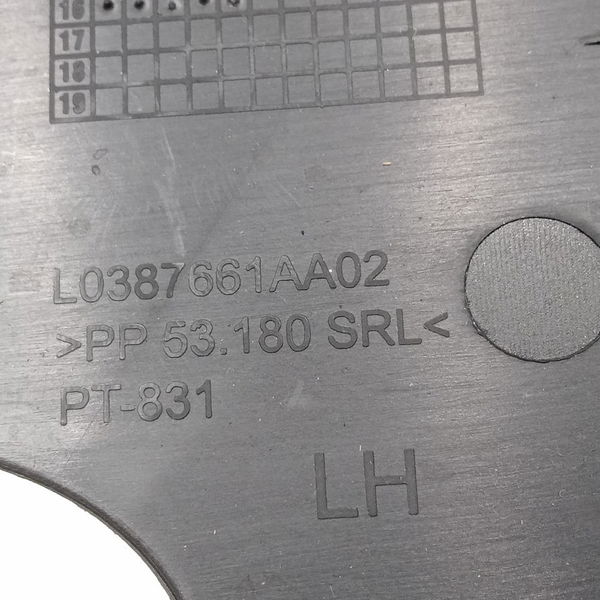 16
17
18
19
L0387661AA02
>PP 53.180 SRL<
PT-831
LH